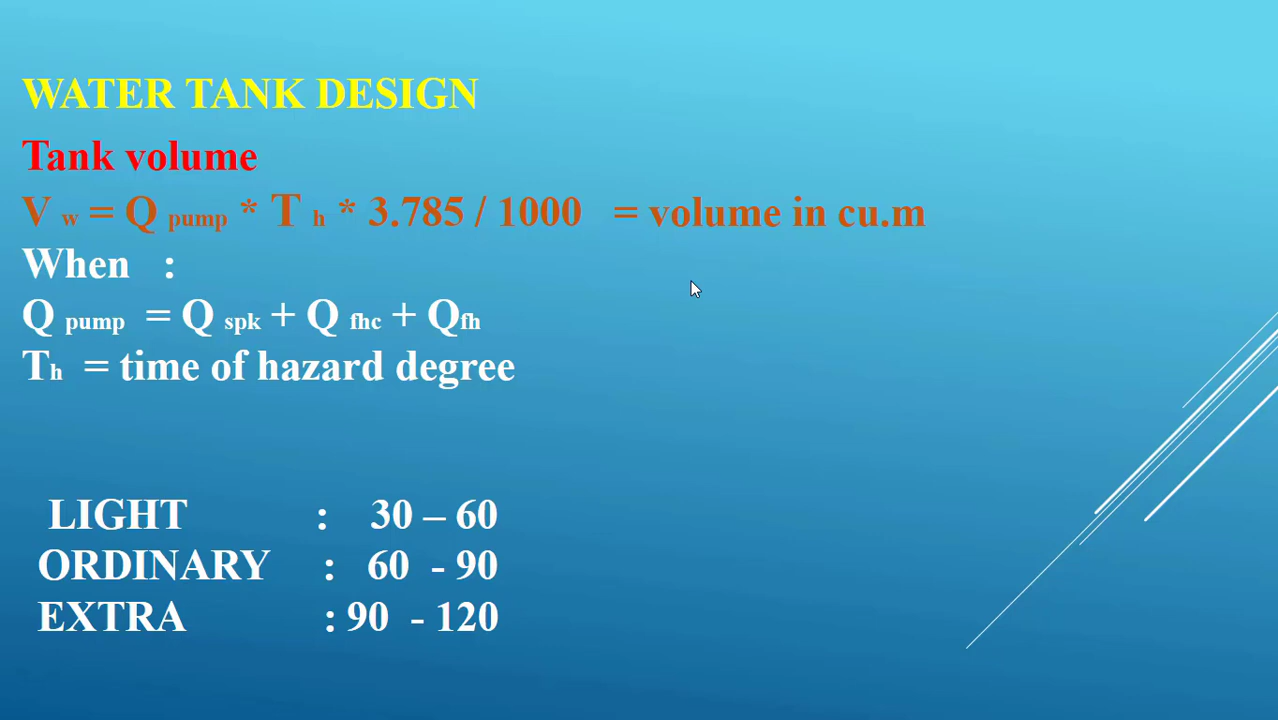 WATER TANK DESIGN
Tank volume
V w = Q pump * T h * 3.785 / 1000 = volume in cu.m
When :
Q pump = Q spk + Q fhc + Qfh
Th = time of hazard degree
LIGHT : 30 – 60
ORDINARY : 60 - 90
EXTRA : 90 - 120